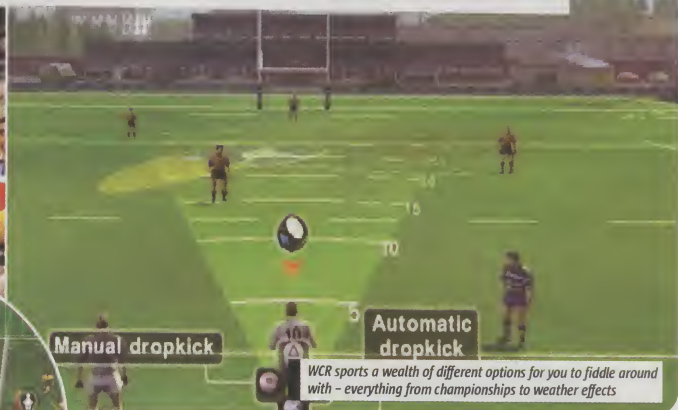 15
10
5
10
Manual dropkick
Automatic
dropkick
WCR sports a wealth of different options for you to fiddle around
with – everything from championships to weather effects